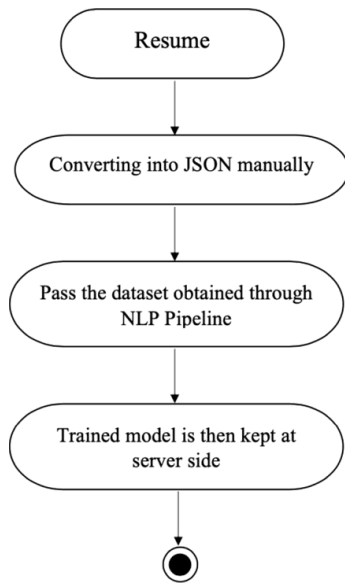 Resume
Converting into JSON manually
Pass the dataset obtained through
NLP Pipeline
Trained model is then kept at
server side